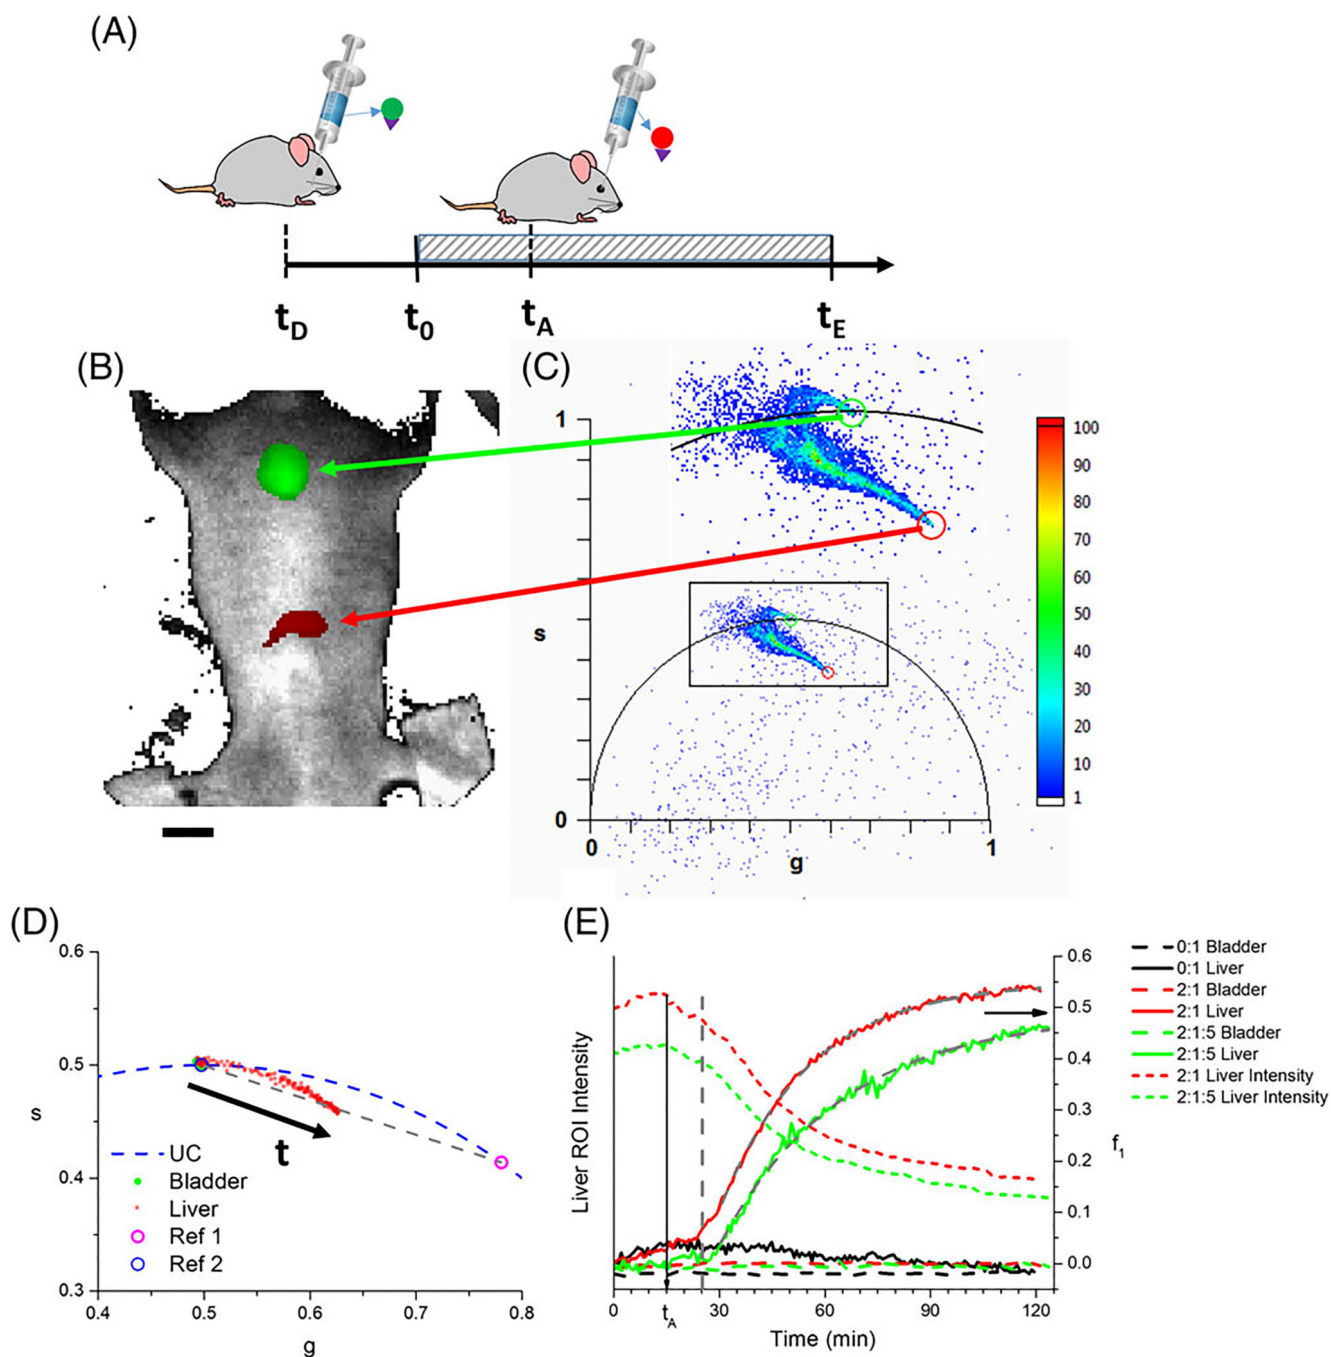 (A)
t_D
t_0
t_A
t_E
(B)
(C)
1
s
0
0
g
1
100
90
80
70
60
50
40
30
20
10
1
(D)
0.6
0.5
s
0.4
0.3
t
UC
Bladder
Liver
Ref 1
Ref 2
0.4
0.5
0.6
0.7
0.8
g
(E)
Liver ROI Intensity
0.6
0.5
0.4
0.3
0.2
0.1
0.0
f_1
0
t_A
30
60
90
120
Time (min)
0:1 Bladder
0:1 Liver
2:1 Bladder
2:1 Liver
2:1:5 Bladder
2:1:5 Liver
2:1 Liver Intensity
2:1:5 Liver Intensity